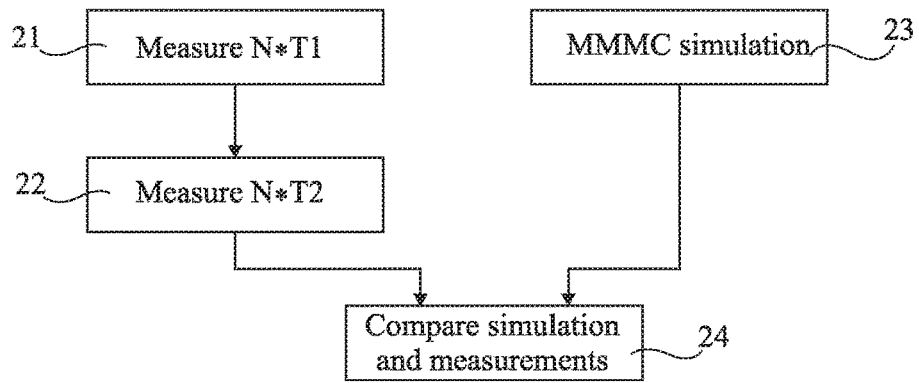 21
Measure N*T1
MMMC simulation
23
22
Measure N*T2
Compare simulation
and measurements
24